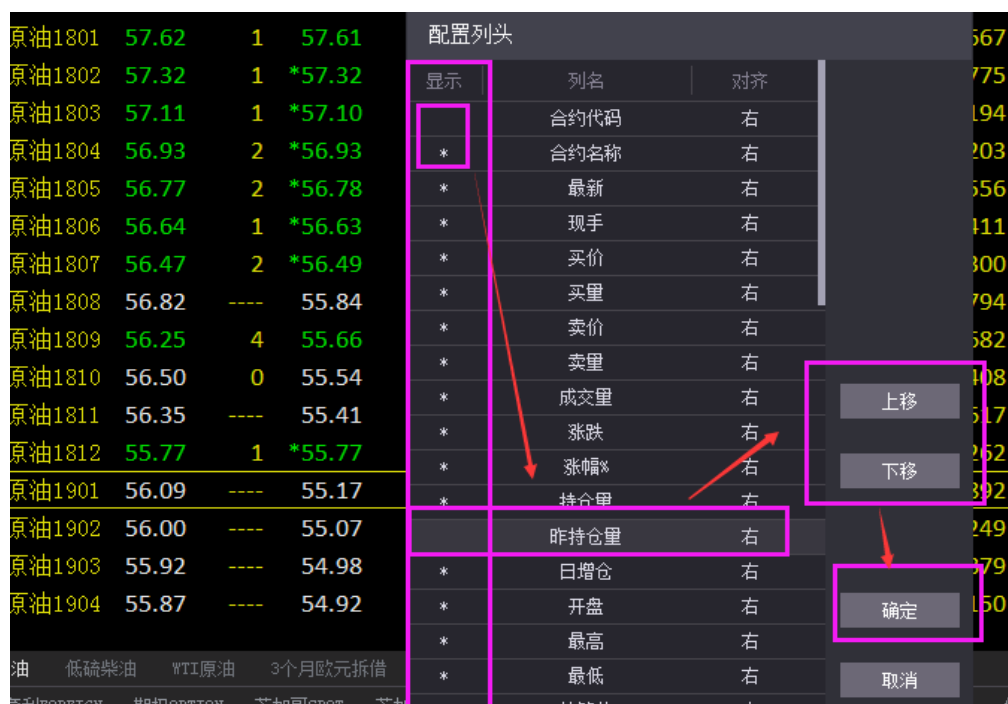 原油1801 57.62 1 57.61
原油1802 57.32 1 *57.32
原油1803 57.11 1 *57.10
原油1804 56.93 2 *56.93
原油1805 56.77 2 *56.78
原油1806 56.64 1 *56.63
原油1807 56.47 2 *56.49
原油1808 56.82 ---- 55.84
原油1809 56.25 4 55.66
原油1810 56.50 0 55.54
原油1811 56.35 ---- 55.41
原油1812 55.77 1 *55.77
原油1901 56.09 ---- 55.17
原油1902 56.00 ---- 55.07
原油1903 55.92 ---- 54.98
原油1904 55.87 ---- 54.92
油 低硫柴油 WTI原油 3个月欧元拆借
配置列头
显示 列名 对齐
合约代码 右
* 合约名称 右
* 最新 右
* 现手 右
* 买价 右
* 买量 右
* 卖价 右
* 卖量 右
* 成交量 右
* 涨跌 右
* 涨幅% 右
* 持仓量 右
昨持仓量 右
* 日增仓 右
* 开盘 右
* 最高 右
* 最低 右
上移
下移
确定
取消
567
775
194
203
556
411
300
794
582
408
517
262
392
249
379
150